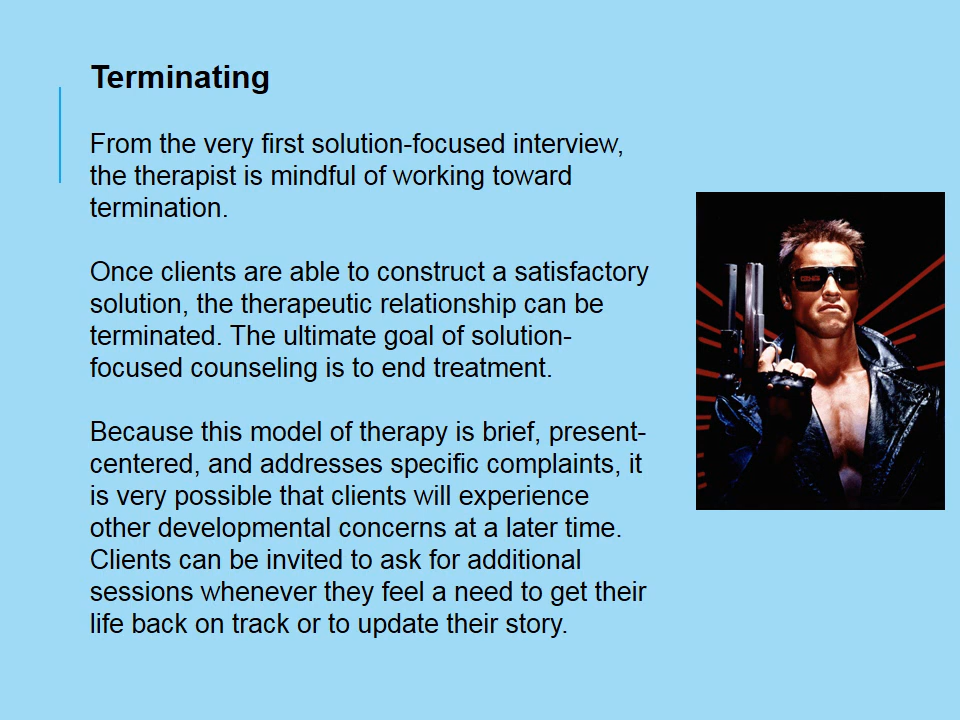 Terminating
From the very first solution-focused interview,
the therapist is mindful of working toward
termination.
Once clients are able to construct a satisfactory
solution, the therapeutic relationship can be
terminated. The ultimate goal of solution-
focused counseling is to end treatment.
Because this model of therapy is brief, present-
centered, and addresses specific complaints, it
is very possible that clients will experience
other developmental concerns at a later time.
Clients can be invited to ask for additional
sessions whenever they feel a need to get their
life back on track or to update their story.